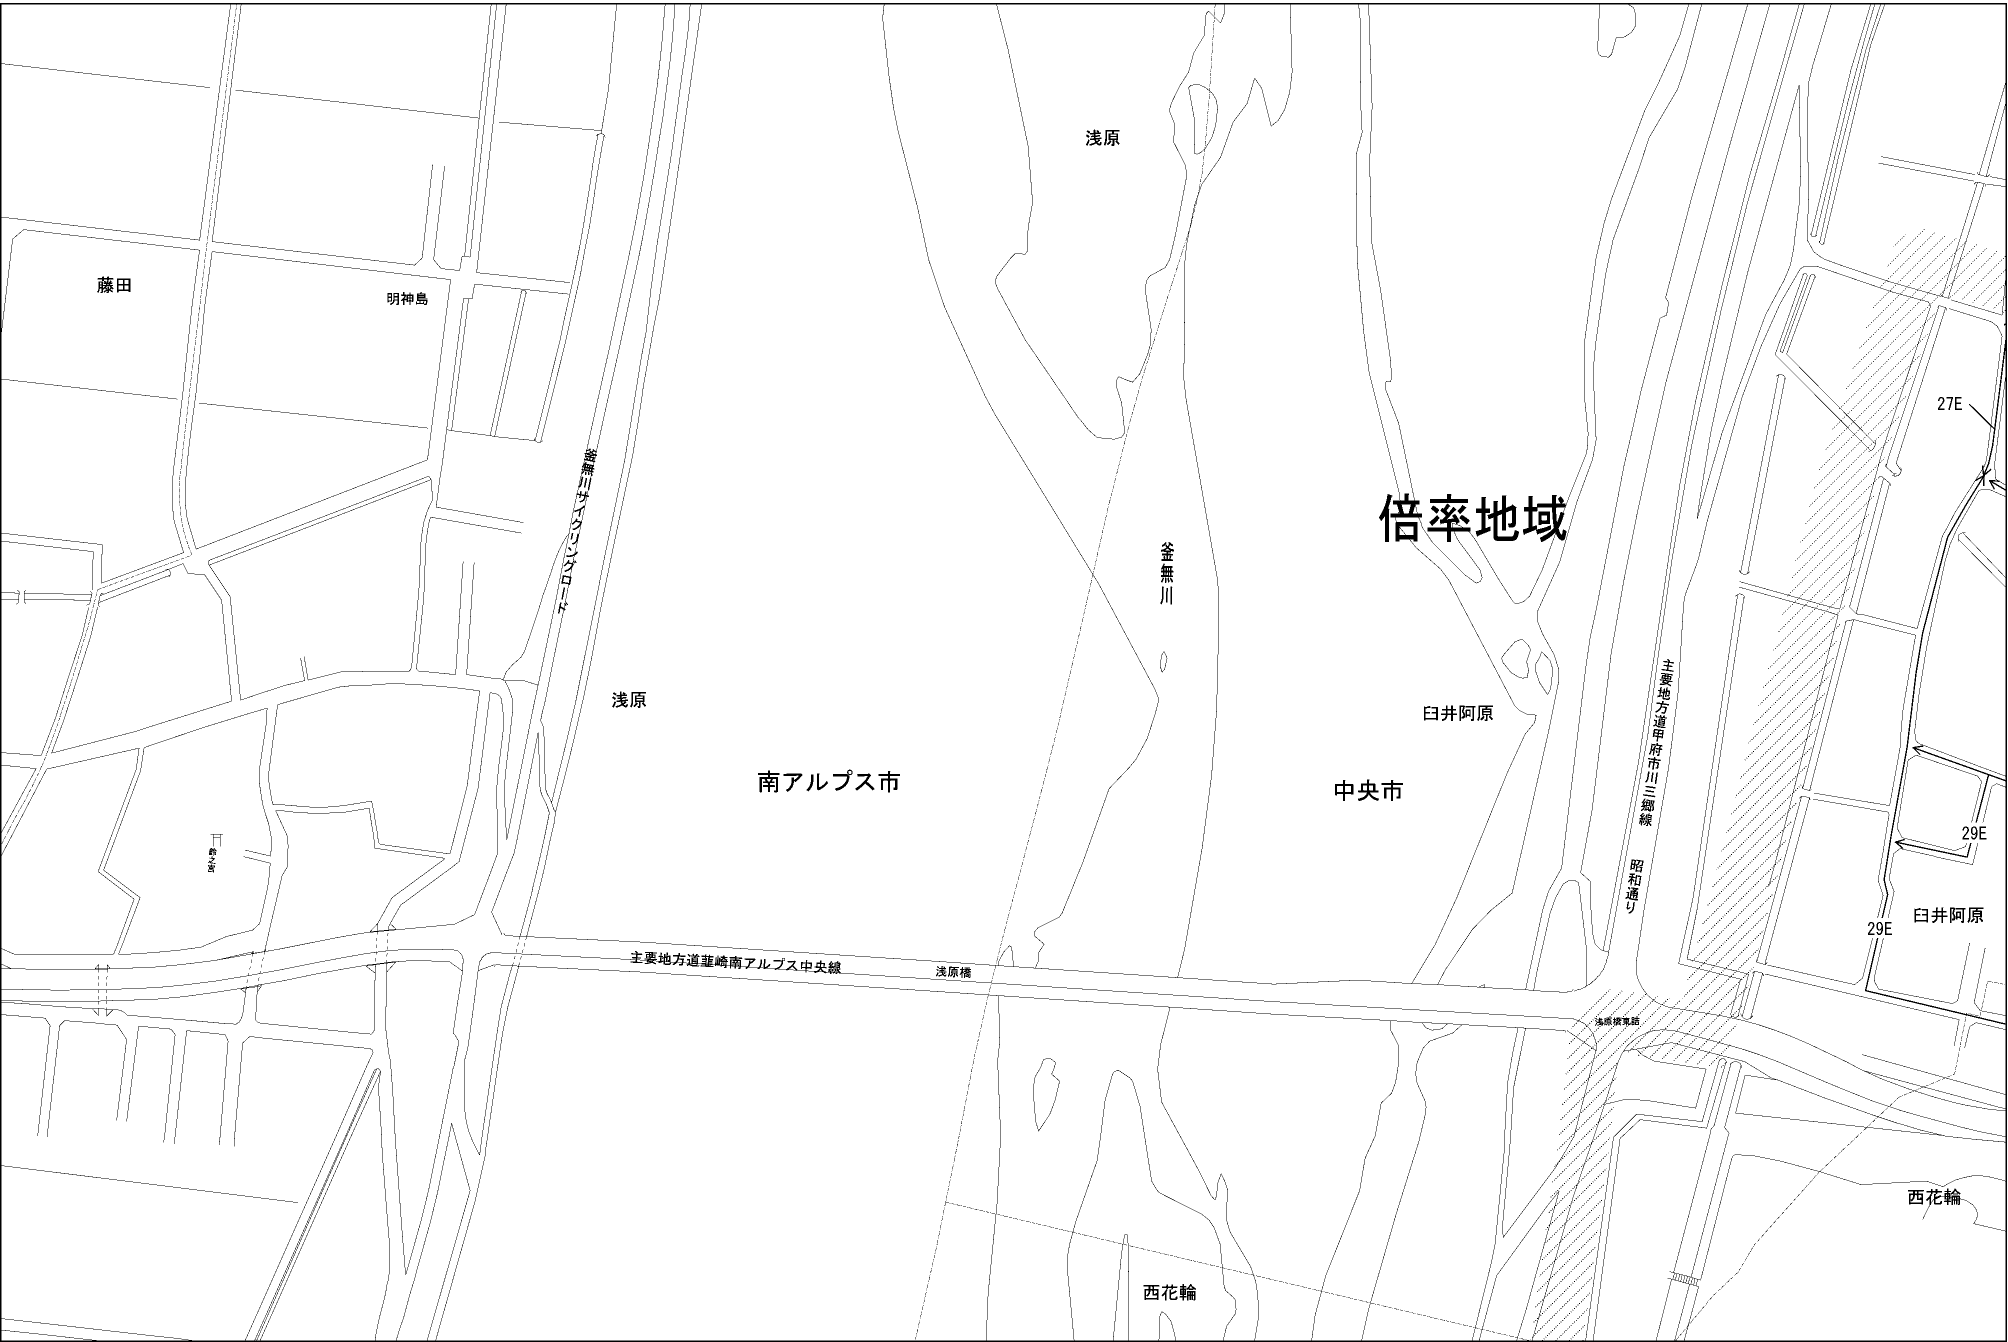 浅原
藤田
明神島
27E
釜無川サイクリングロード
倍率地域
釜無川
浅原
臼井阿原
主要地方道甲府市川三郷線
南アルプス市
中央市
29E
鈴之宮
昭和通り
臼井阿原
29E
主要地方道韮崎南アルプス中央線
浅原橋
浅原橋東詰
西花輪
西花輪